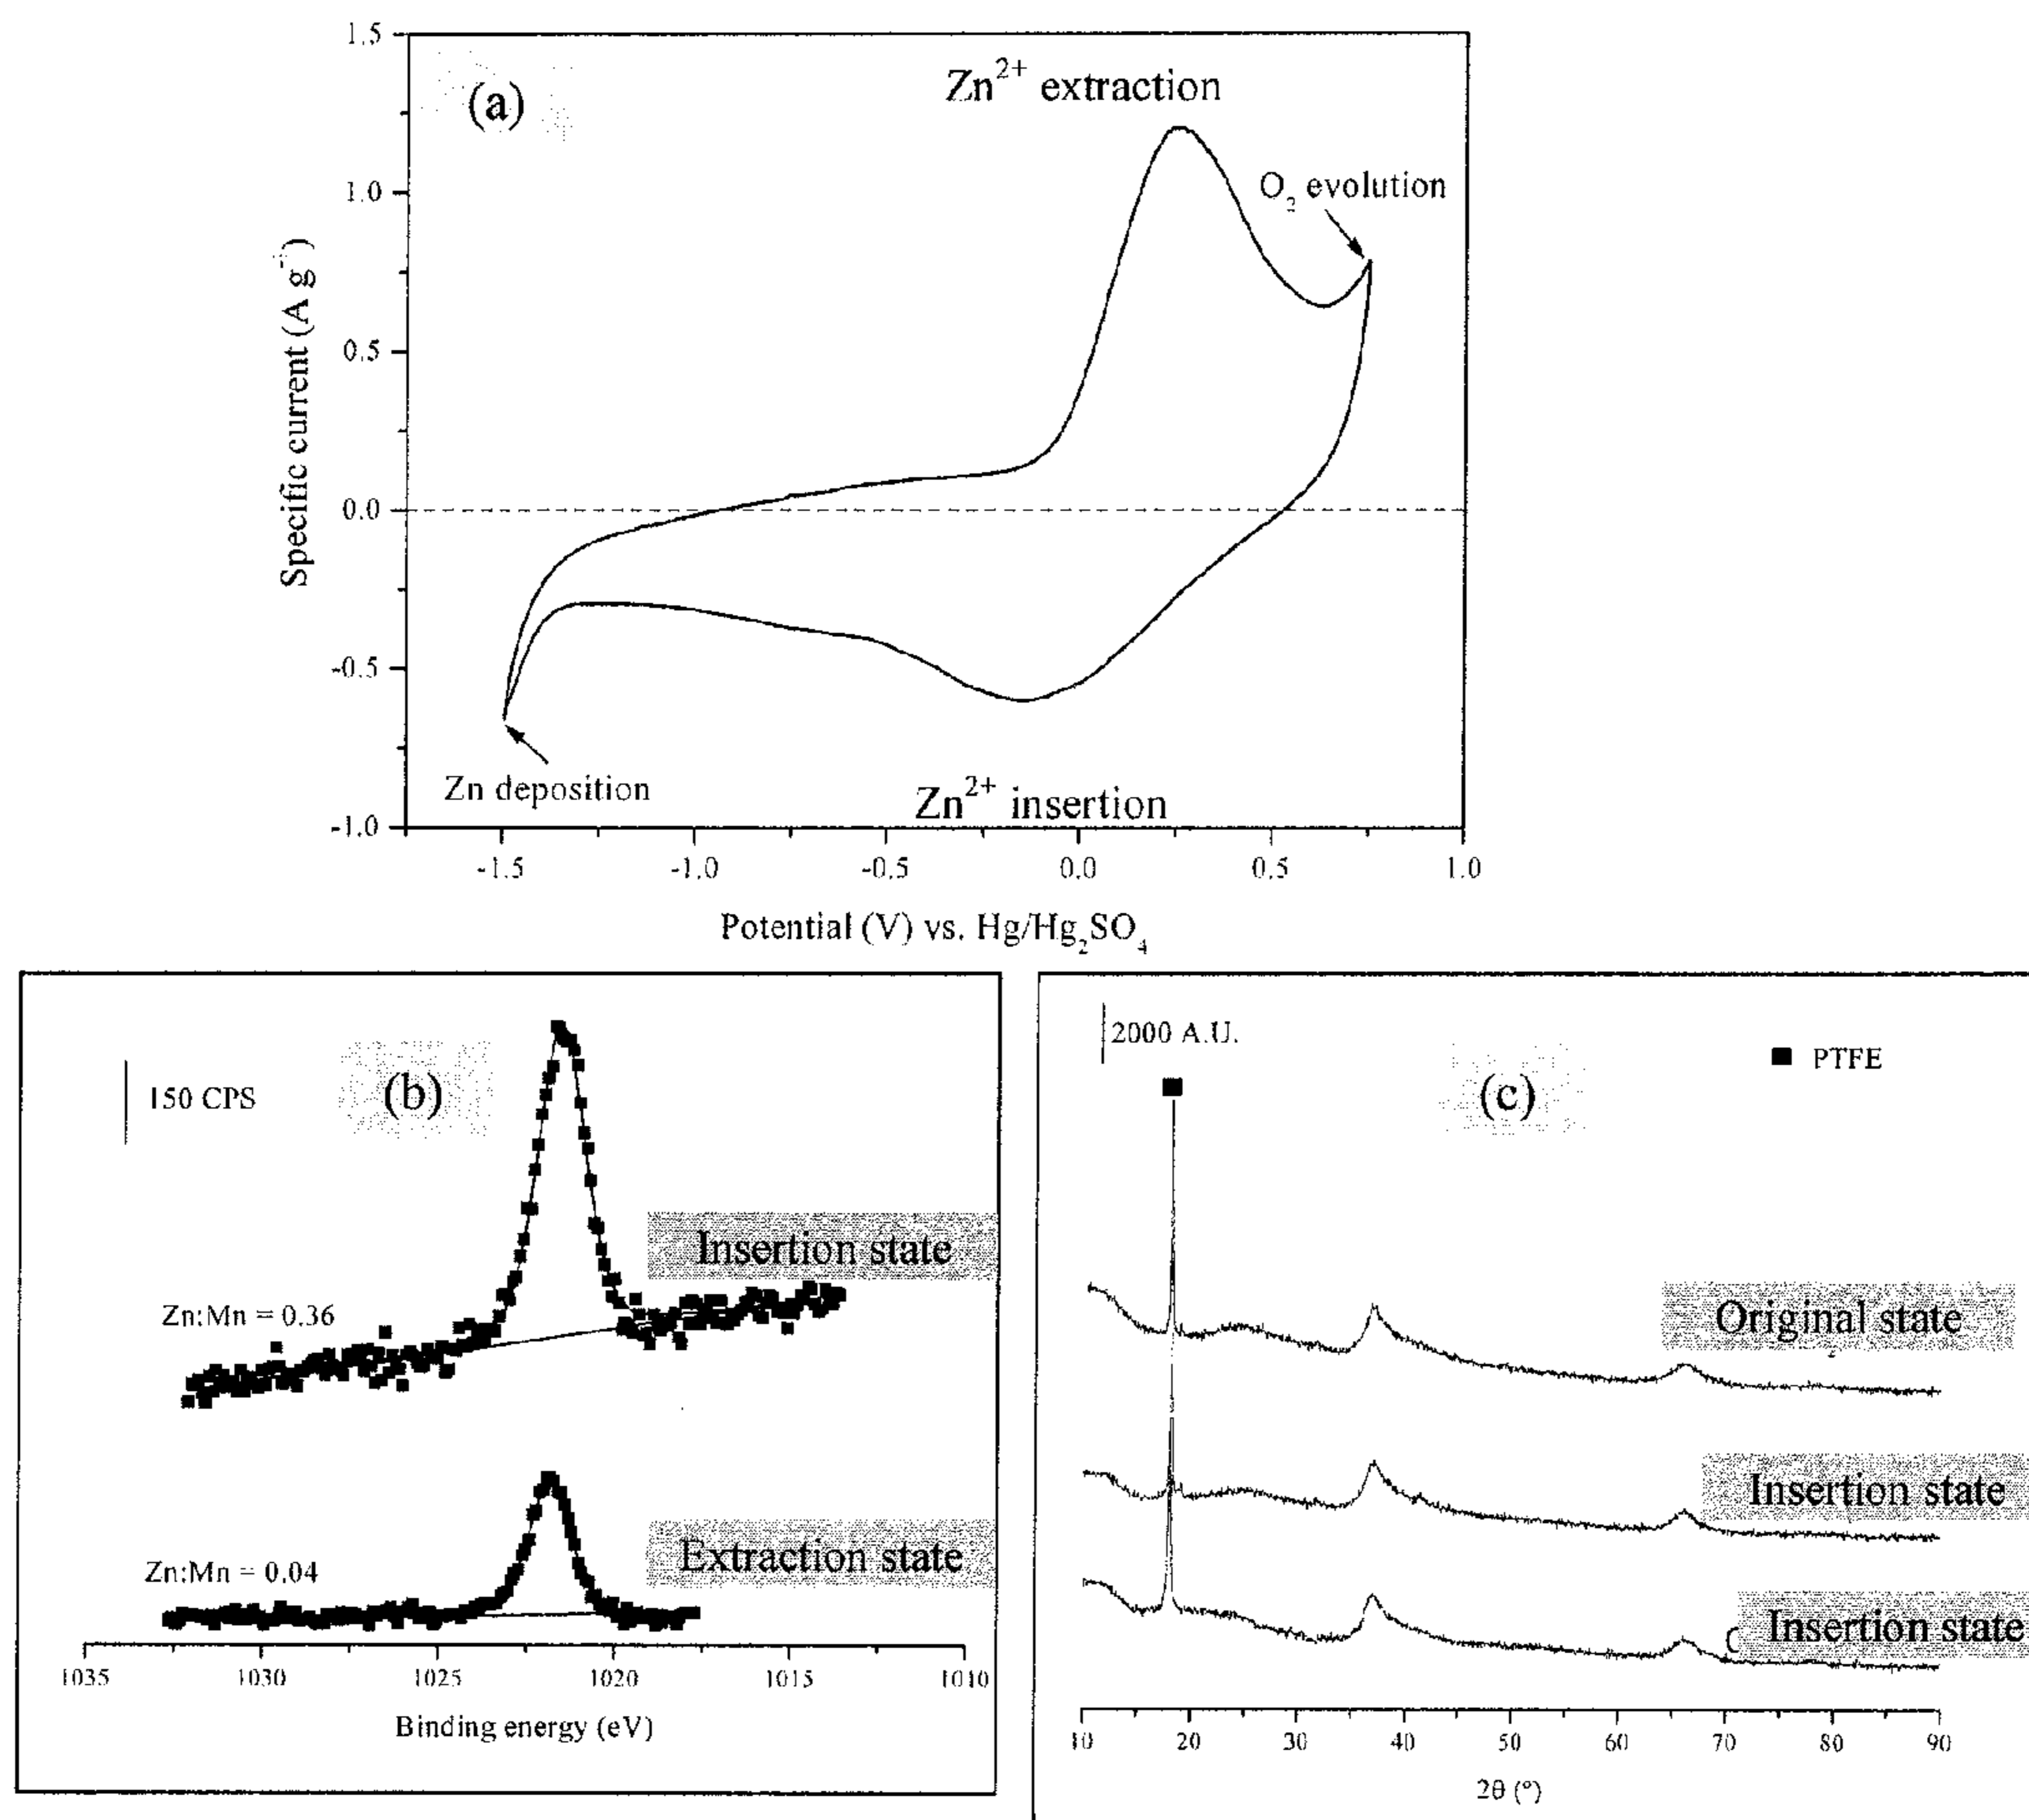 (a)
Zn²⁺ extraction
O₂ evolution
Zn deposition
Zn²⁺ insertion
Specific current (A g⁻¹)
1.5
1.0
0.5
0.0
-0.5
-1.0
-1.5 -1.0 -0.5 0.0 0.5 1.0
Potential (V) vs. Hg/Hg₂SO₄
150 CPS
(b)
Insertion state
Zn:Mn = 0.36
Extraction state
Zn:Mn = 0.04
1035 1030 1025 1020 1015 1010
Binding energy (eV)
2000 A.U.
(c)
■ PTFE
Original state
Insertion state
Insertion state
10 20 30 40 50 60 70 80 90
2θ (°)